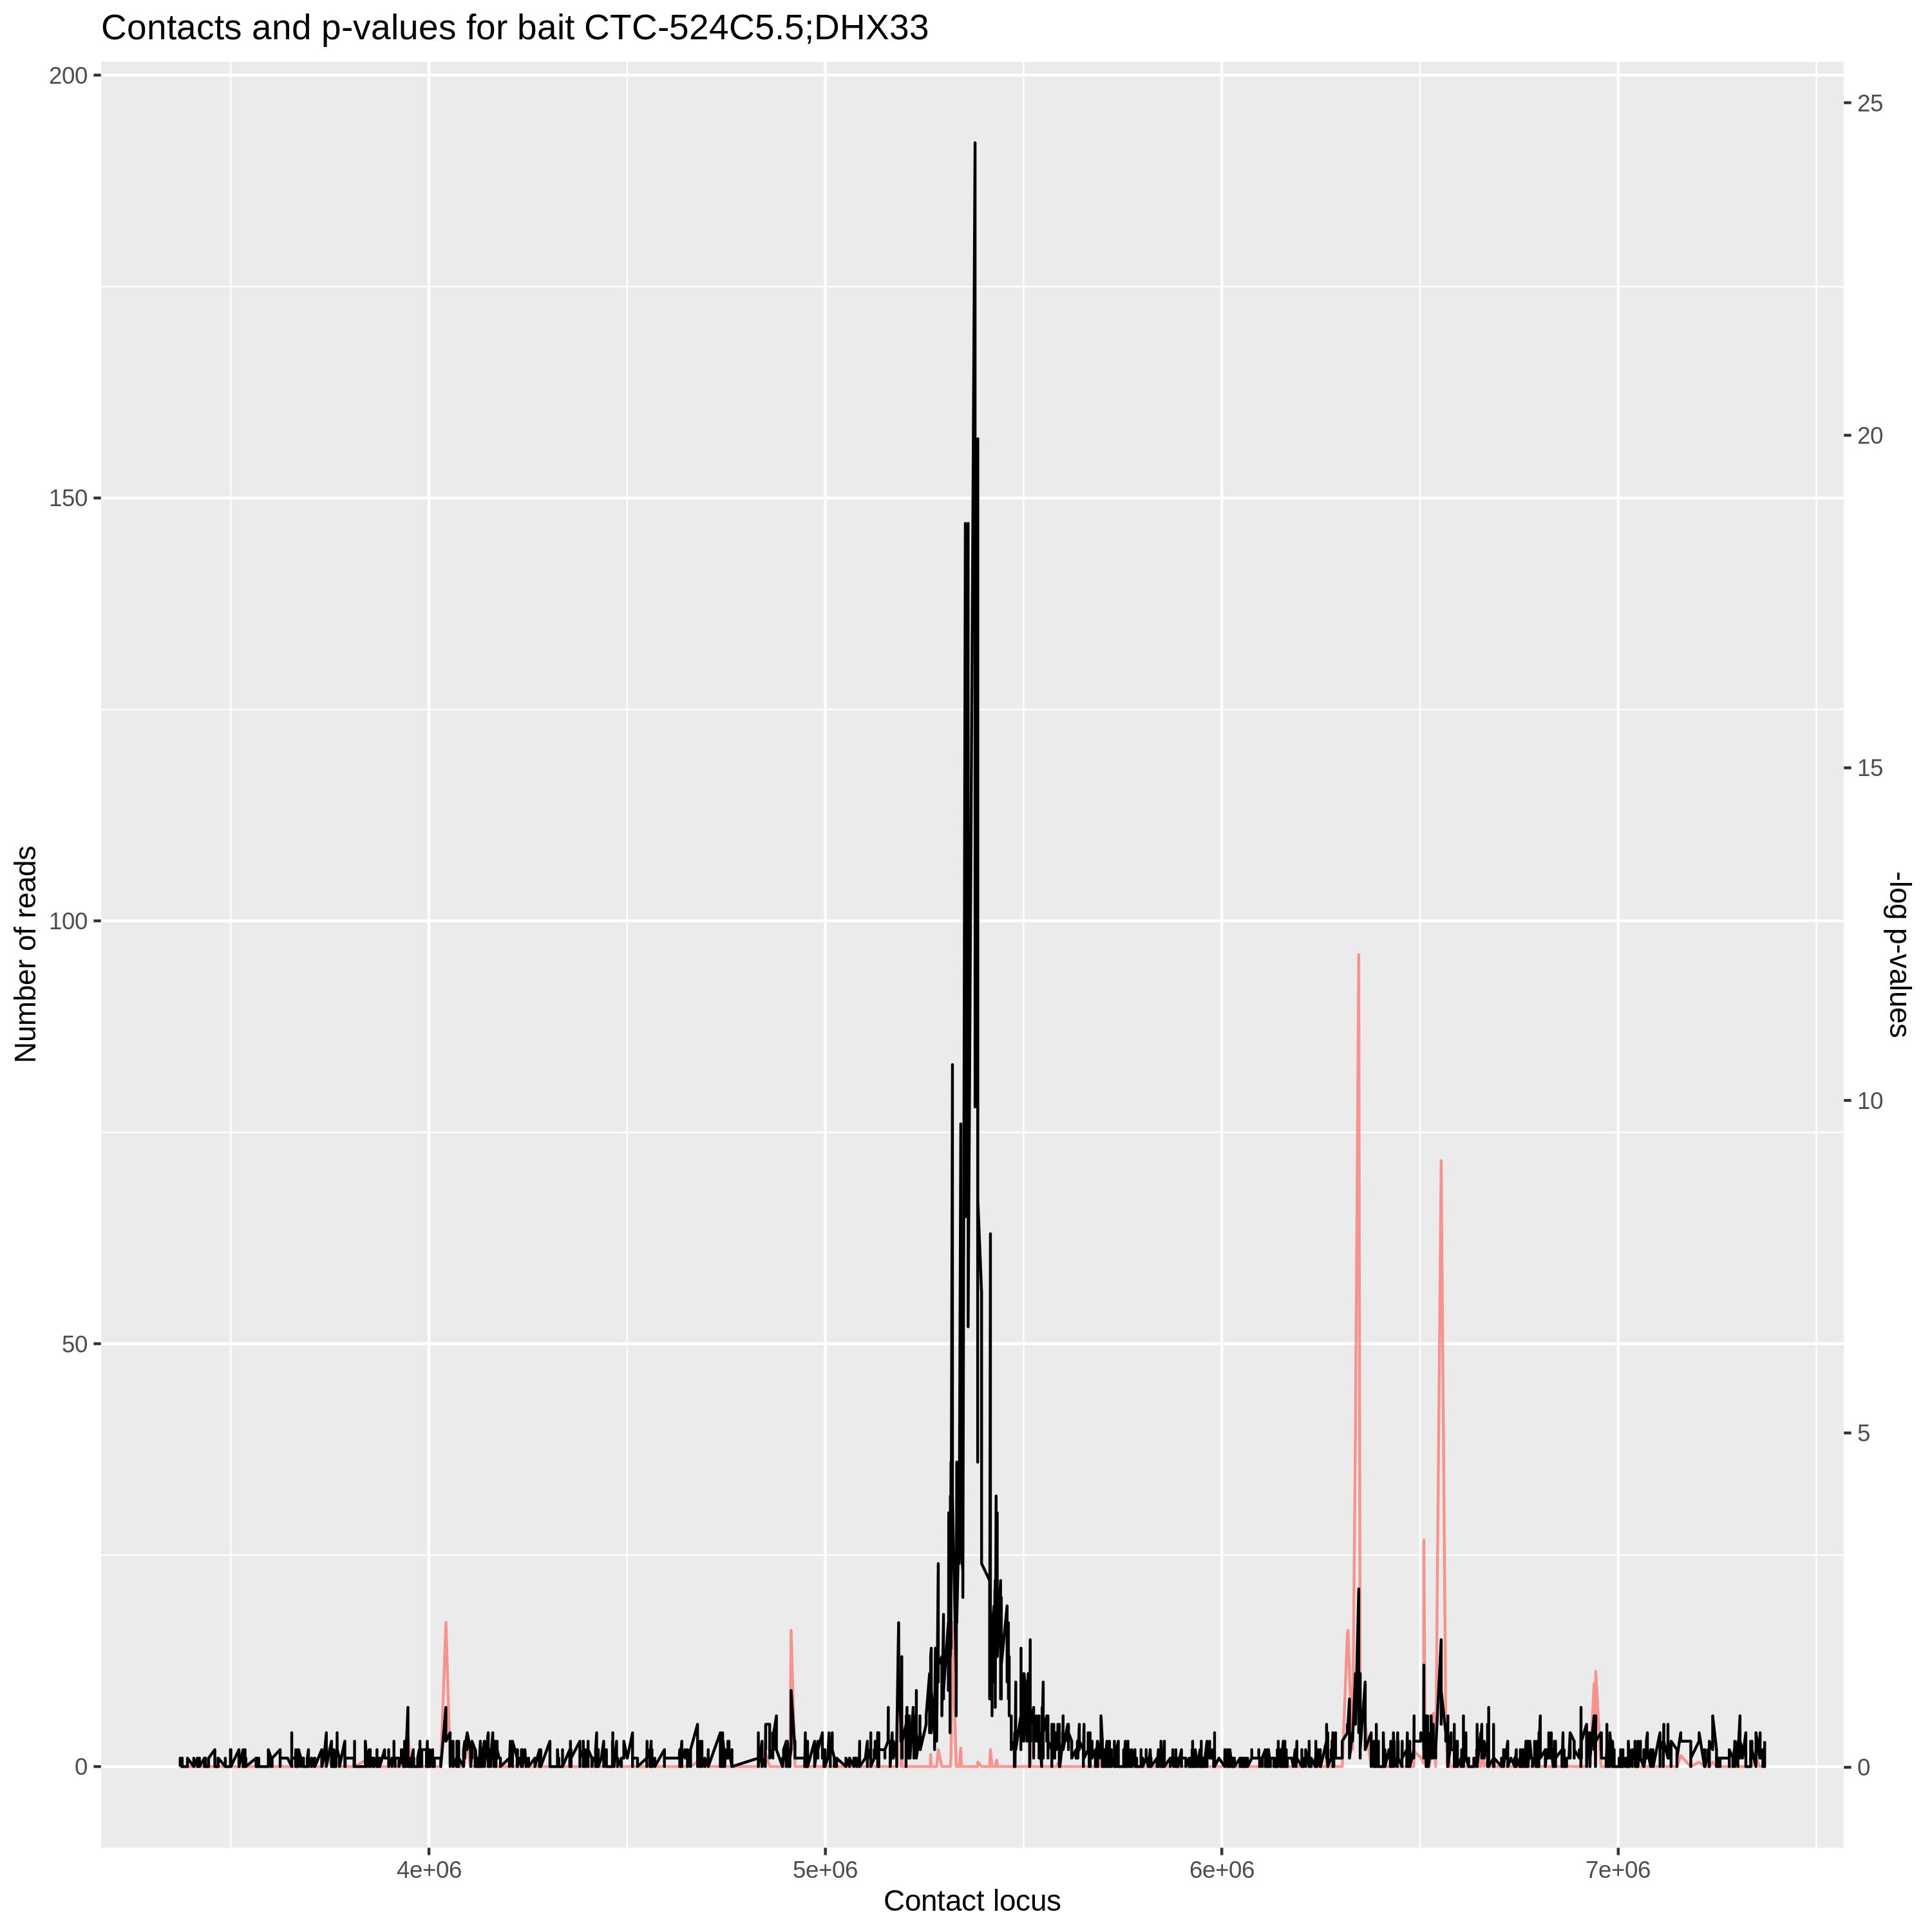 Contacts and p-values for bait CTC-524C5.5;DHX33
200
150
100
50
0
Number of reads
25
20
15
10
5
0
-log p-values
4e+06
5e+06
6e+06
7e+06
Contact locus